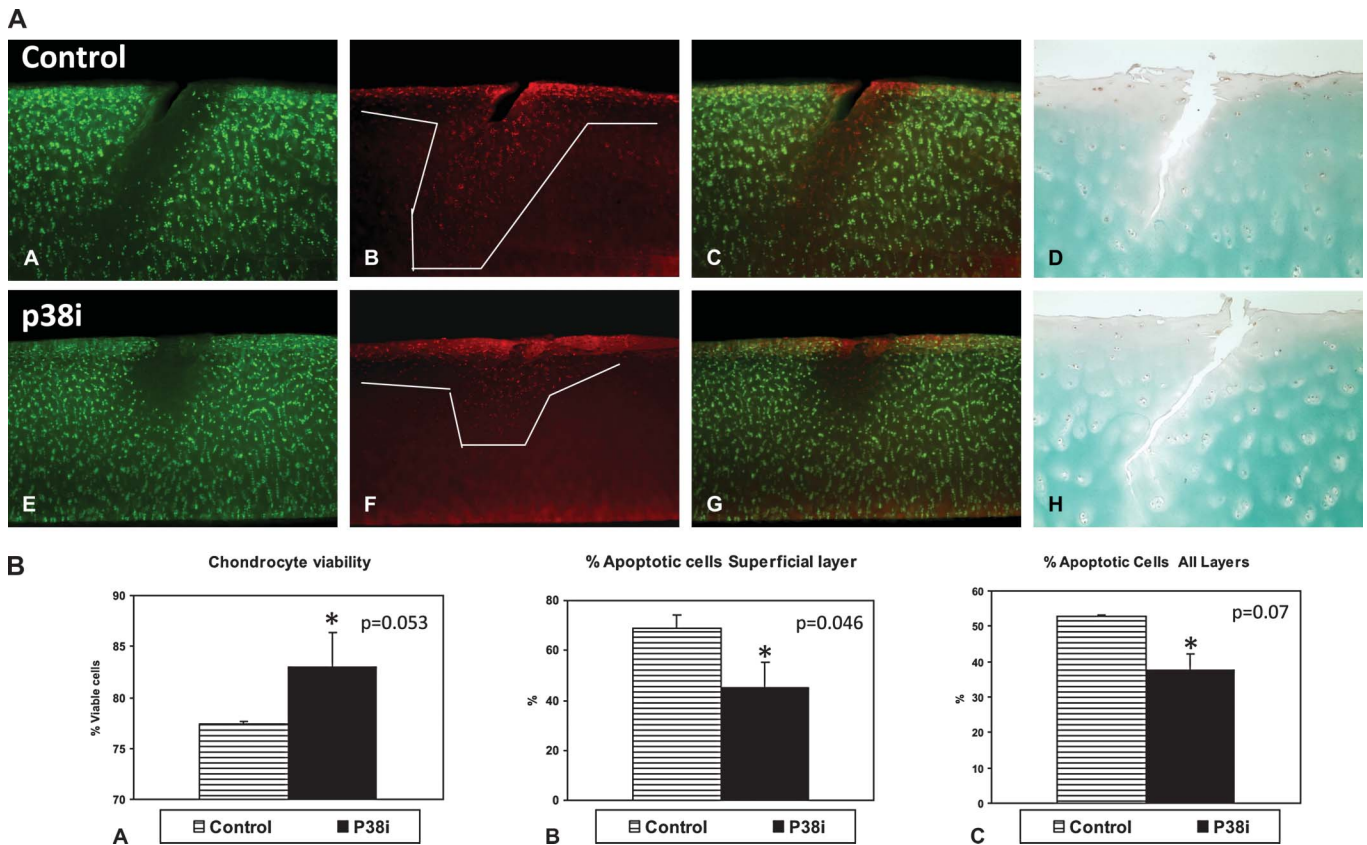 A
Control
A
B
C
D
p38i
E
F
G
H
B
Chondrocyte viability
% Viable cells
90
85
80
75
70
*
p=0.053
Control P38i
A
% Apoptotic cells Superficial layer
%
80
60
40
20
0
*
p=0.046
Control P38i
B
% Apoptotic Cells All Layers
%
60
50
40
30
20
10
0
*
p=0.07
Control P38i
C